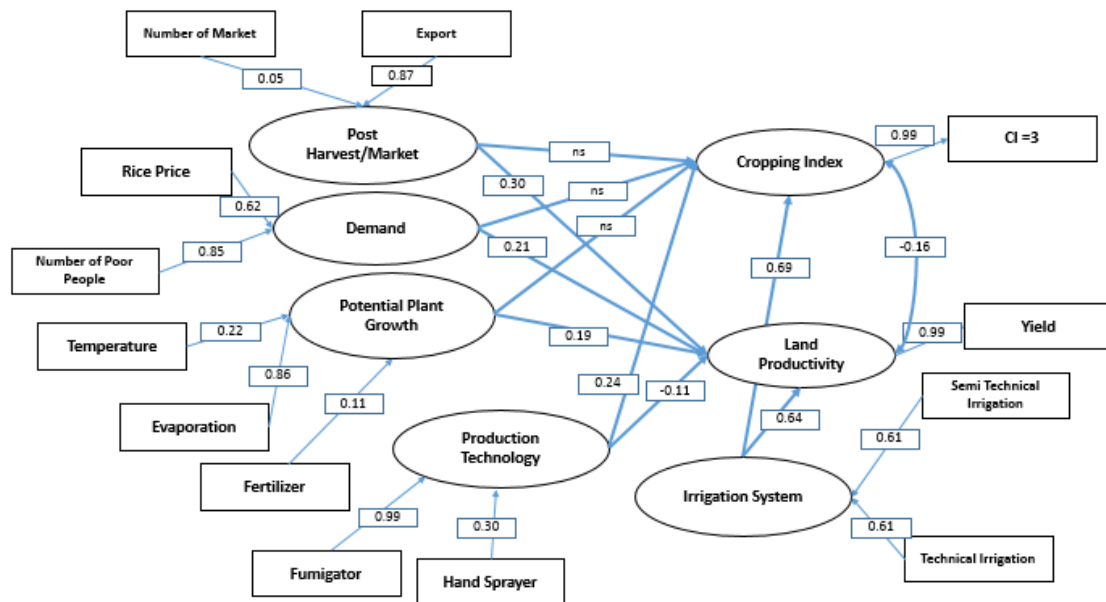 Number of Market
Export
0.05
0.87
Post
Harvest/Market
ns
Cropping Index
0.99
CI =3
Rice Price
0.30
ns
0.62
Demand
ns
0.85
Number of Poor
People
0.21
-0.16
0.69
Potential Plant
Growth
Temperature
0.22
0.19
Land
Productivity
0.99
Yield
0.86
0.24
-0.11
Semi Technical
Irrigation
0.11
0.64
Evaporation
Production
Technology
0.61
Fertilizer
Irrigation System
0.99
0.30
0.61
Fumigator
Hand Sprayer
Technical Irrigation